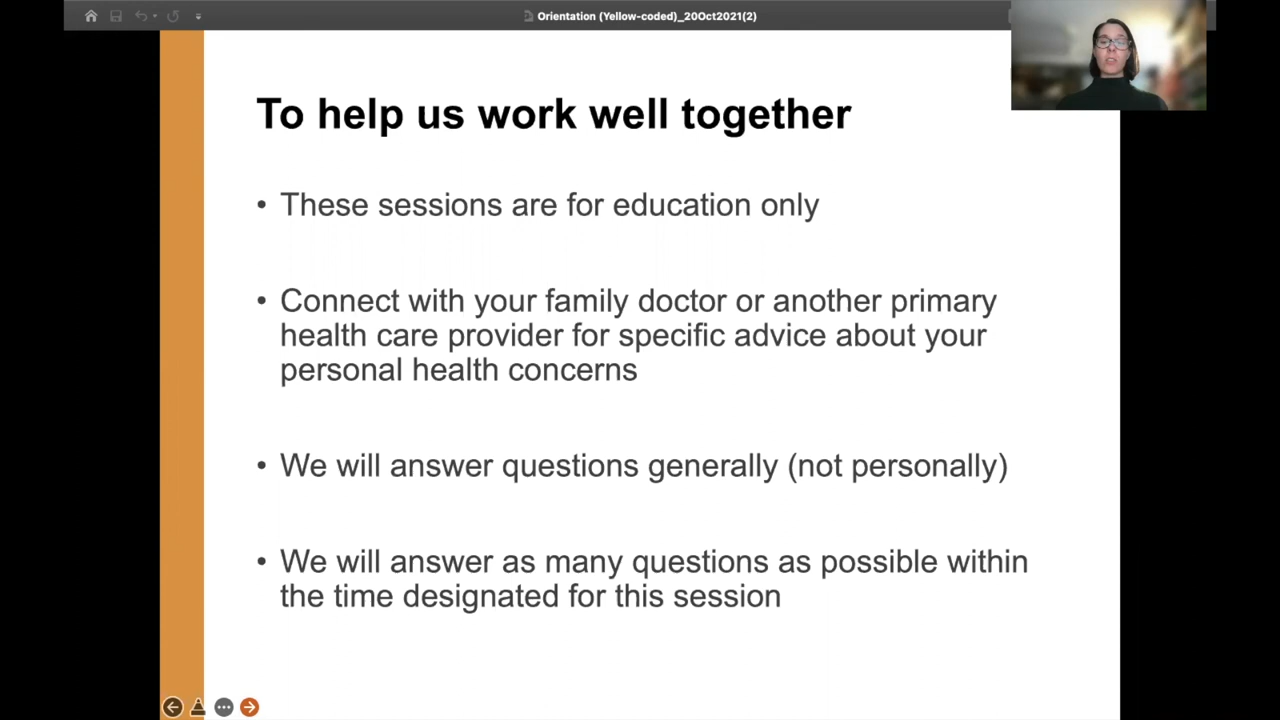 Orientation (Yellow-coded)_20Oct2021(2)
To help us work well together
• These sessions are for education only
• Connect with your family doctor or another primary
health care provider for specific advice about your
personal health concerns
• We will answer questions generally (not personally)
• We will answer as many questions as possible within
the time designated for this session